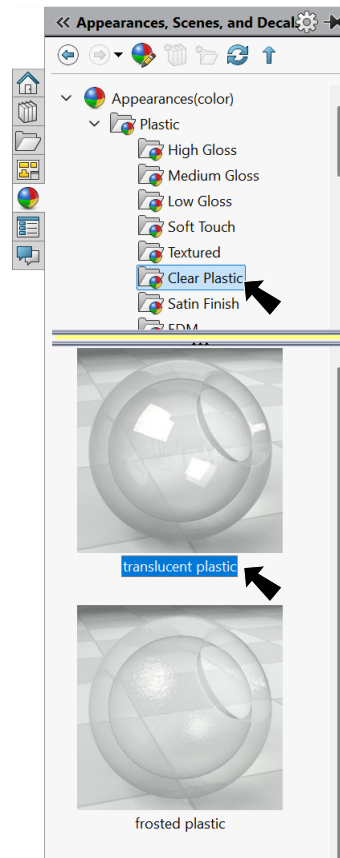 Appearances, Scenes, and Decal
Appearances(color)
Plastic
High Gloss
Medium Gloss
Low Gloss
Soft Touch
Textured
Clear Plastic
Satin Finish
EDM
translucent plastic
frosted plastic